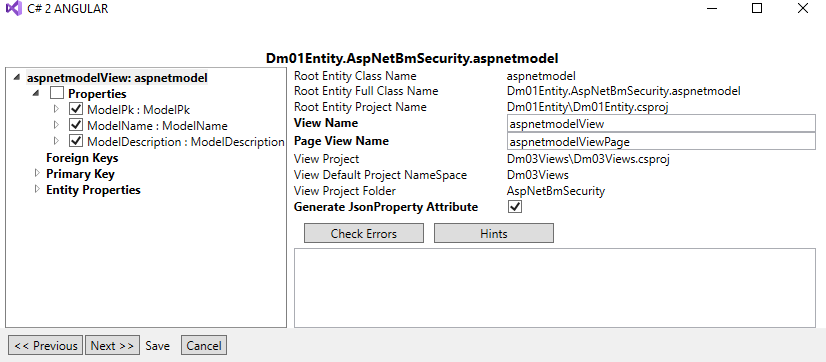 C# 2 ANGULAR
Dm01Entity.AspNetBmSecurity.aspnetmodel
aspnetmodelView: aspnetmodel
Properties
ModelPk : ModelPk
ModelName : ModelName
ModelDescription : ModelDescription
Foreign Keys
Primary Key
Entity Properties
Root Entity Class Name aspnetmodel
Root Entity Full Class Name Dm01Entity.AspNetBmSecurity.aspnetmodel
Root Entity Project Name Dm01Entity\Dm01Entity.csproj
View Name aspnetmodelView
Page View Name aspnetmodelViewPage
View Project Dm03Views\Dm03Views.csproj
View Default Project NameSpace Dm03Views
View Project Folder AspNetBmSecurity
Generate JsonProperty Attribute
Check Errors Hints
<< Previous Next >> Save Cancel